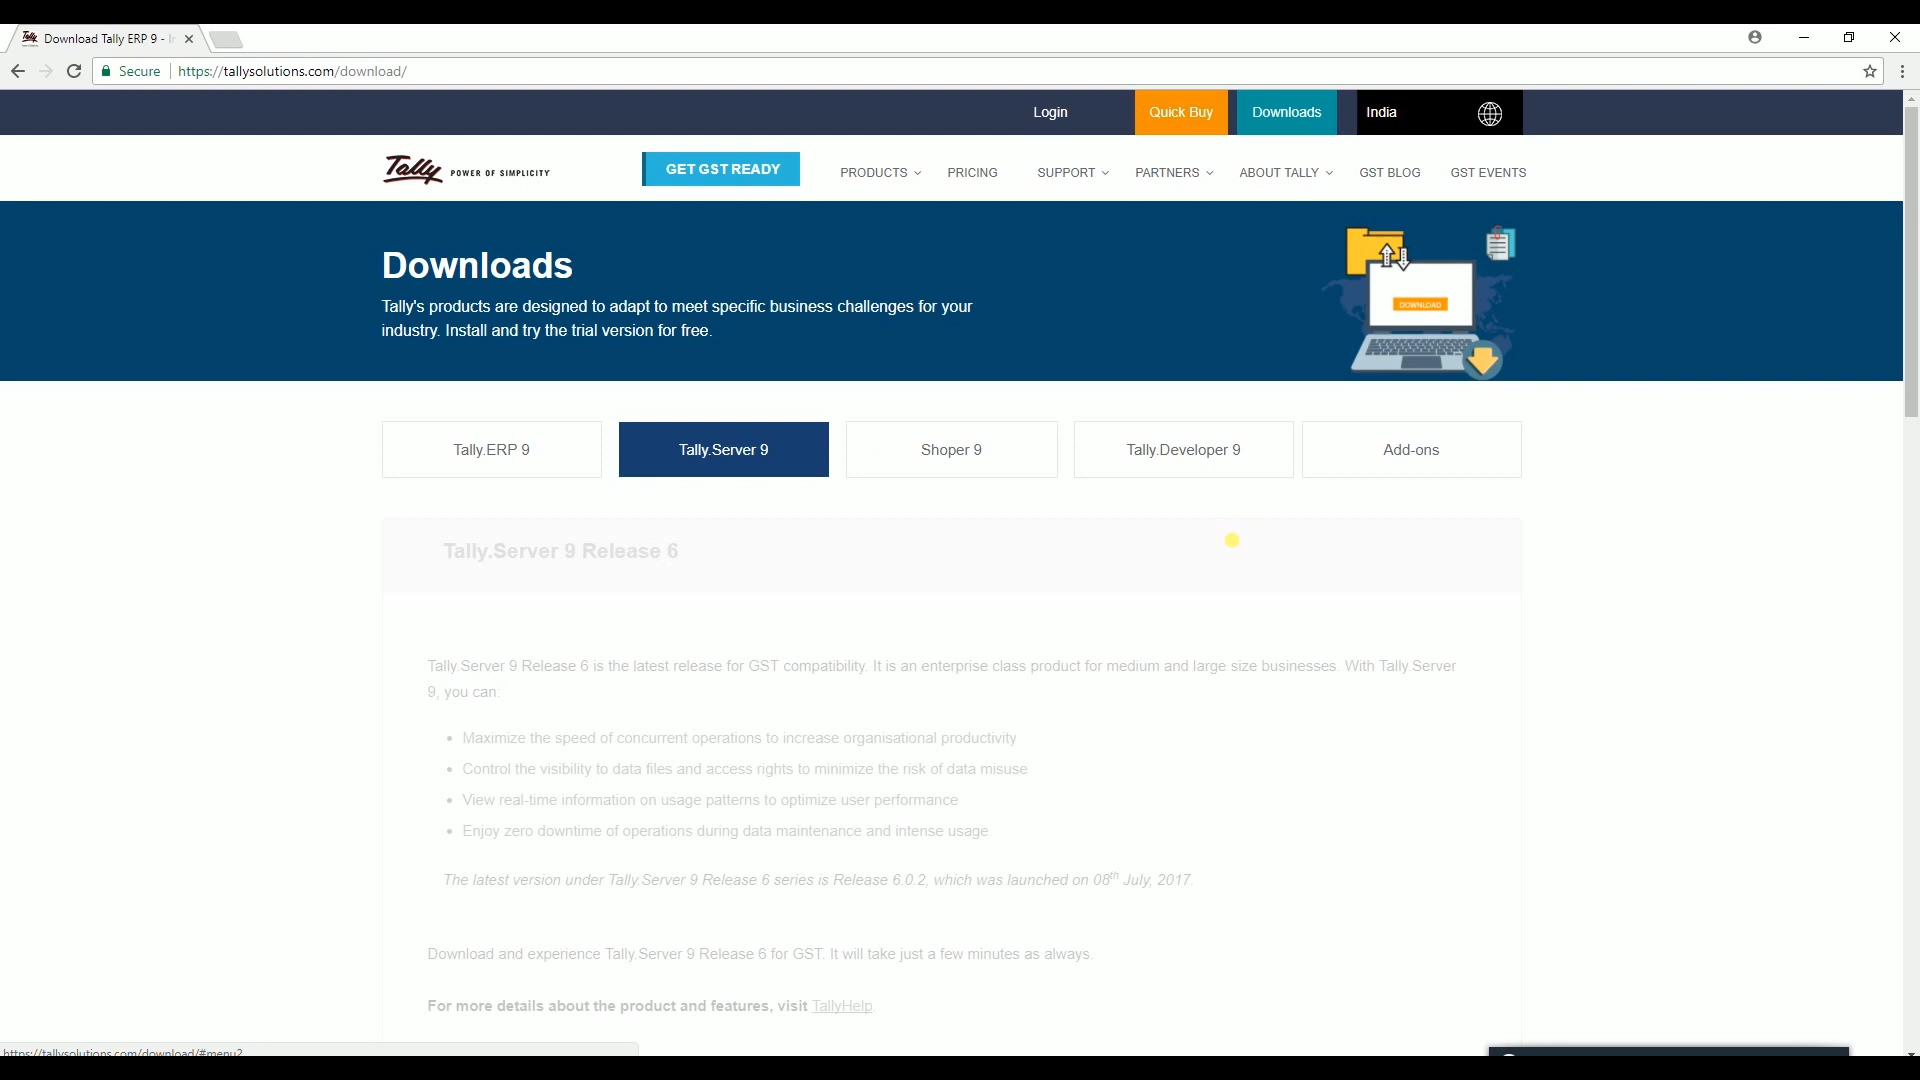 Download Tally ERP 9 - I
Secure https://tallysolutions.com/download/
Login Quick Buy Downloads India
Tally POWER OF SIMPLICITY GET GST READY PRODUCTS PRICING SUPPORT PARTNERS ABOUT TALLY GST BLOG GST EVENTS
Downloads
Tally's products are designed to adapt to meet specific business challenges for your
industry. Install and try the trial version for free.
DOWNLOAD
Tally.ERP 9 Tally.Server 9 Shoper 9 Tally.Developer 9 Add-ons
Tally.Server 9 Release 6
Tally.Server 9 Release 6 is the latest release for GST compatibility. It is an enterprise class product for medium and large size businesses. With Tally.Server
9, you can:
• Maximize the speed of concurrent operations to increase organisational productivity
• Control the visibility to data files and access rights to minimize the risk of data misuse
• View real-time information on usage patterns to optimize user performance
• Enjoy zero downtime of operations during data maintenance and intense usage
The latest version under Tally.Server 9 Release 6 series is Release 6.0.2, which was launched on 08th July, 2017.
Download and experience Tally.Server 9 Release 6 for GST. It will take just a few minutes as always.
For more details about the product and features, visit TallyHelp.
https://tallysolutions.com/download/#menu2